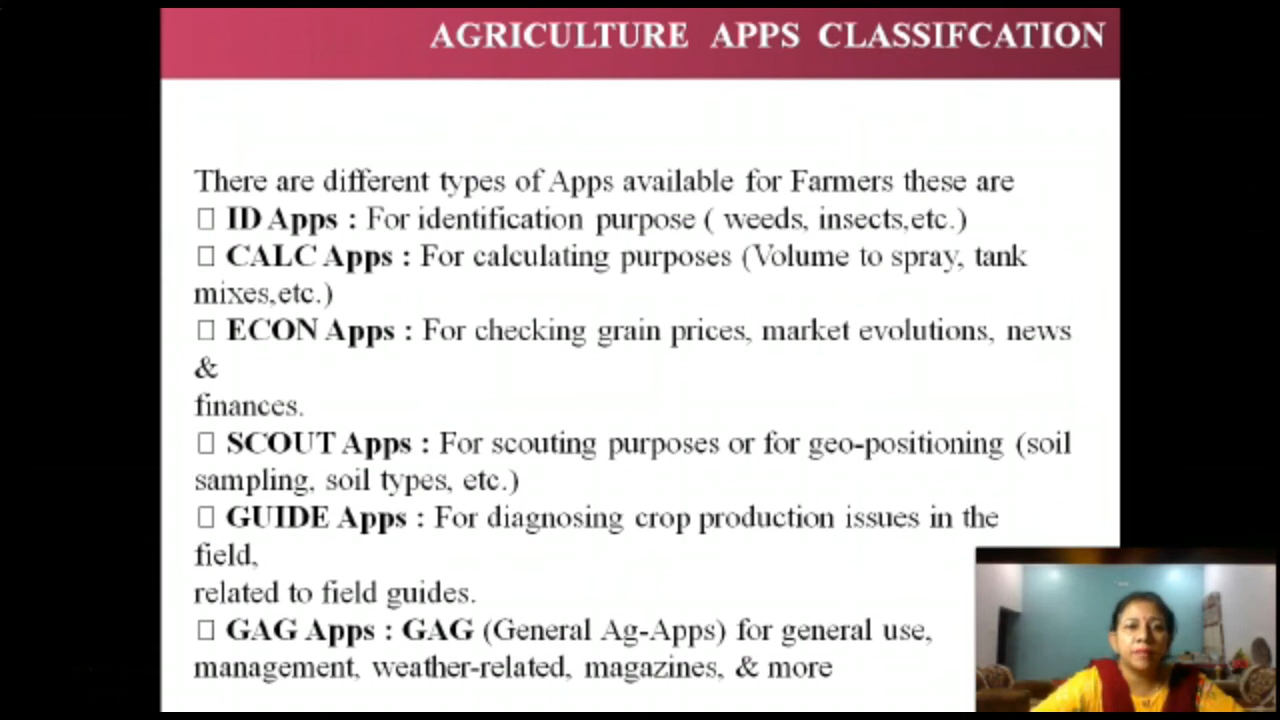 AGRICULTURE APPS CLASSIFCATION
There are different types of Apps available for Farmers these are
□ ID Apps : For identification purpose ( weeds, insects,etc.)
□ CALC Apps : For calculating purposes (Volume to spray, tank
mixes,etc.)
□ ECON Apps : For checking grain prices, market evolutions, news
&
finances.
□ SCOUT Apps : For scouting purposes or for geo-positioning (soil
sampling, soil types, etc.)
□ GUIDE Apps : For diagnosing crop production issues in the
field,
related to field guides.
□ GAG Apps : GAG (General Ag-Apps) for general use,
management, weather-related, magazines, & more